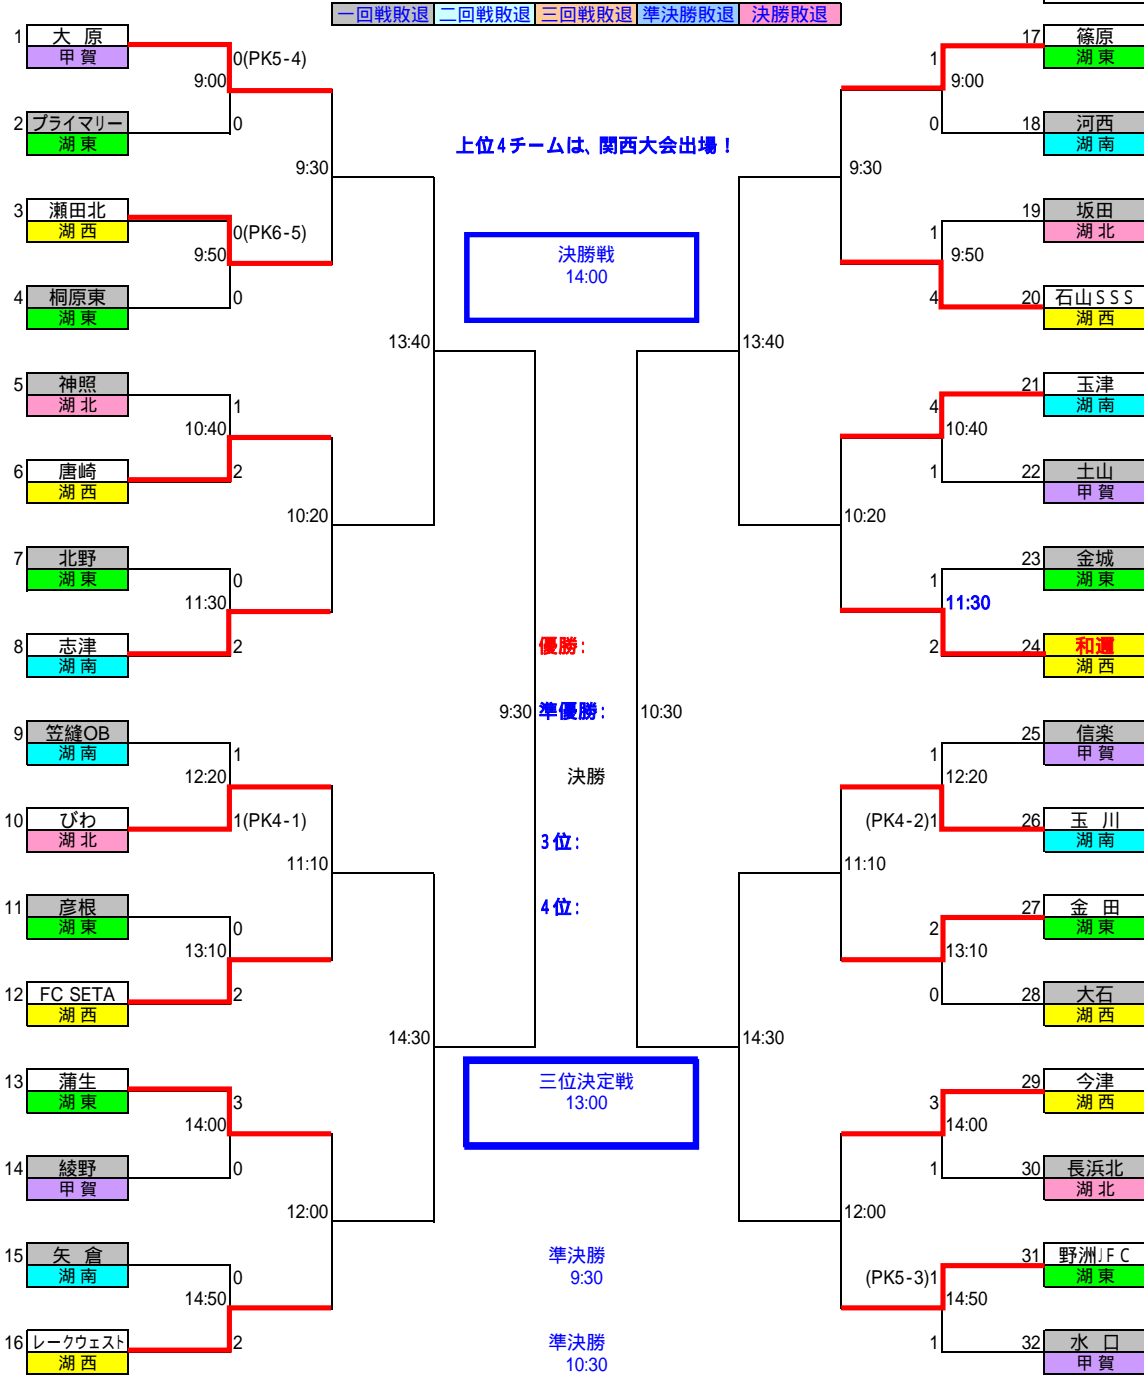 一回戦敗退 二回戦敗退 三回戦敗退 準決勝敗退 決勝敗退
1 大 原
甲 賀
0(PK5-4)
9:00
2 プライマリー
湖 東
0
9:30
3 瀬田北
湖 西
0(PK6-5)
9:50
4 桐原東
湖 東
0
13:40
5 神照
湖 北
1
10:40
6 唐崎
湖 西
2
10:20
7 北野
湖 東
0
11:30
8 志津
湖 南
2
9:30
9 笠縫OB
湖 南
1
12:20
10 びわ
湖 北
1(PK4-1)
11:10
11 彦根
湖 東
0
13:10
12 FC SETA
湖 西
2
14:30
13 蒲生
湖 東
3
14:00
14 綾野
甲 賀
0
12:00
15 矢 倉
湖 南
0
14:50
16 レークウェスト
湖 西
2
上位4チームは、関西大会出場！
決勝戦
14:00
優勝：
準優勝：
決勝
3位：
4位：
三位決定戦
13:00
準決勝
9:30
準決勝
10:30
17 篠原
湖 東
1
9:00
18 河西
湖 南
0
9:30
19 坂田
湖 北
1
9:50
20 石山SSS
湖 西
4
13:40
21 玉津
湖 南
4
10:40
22 土山
甲 賀
1
10:20
23 金城
湖 東
1
11:30
24 和邇
湖 西
2
10:30
25 信楽
甲 賀
1
12:20
26 玉 川
湖 南
(PK4-2)1
11:10
27 金 田
湖 東
2
13:10
28 大石
湖 西
0
14:30
29 今津
湖 西
3
14:00
30 長浜北
湖 北
1
12:00
31 野洲JFC
湖 東
(PK5-3)1
14:50
32 水 口
甲 賀
1